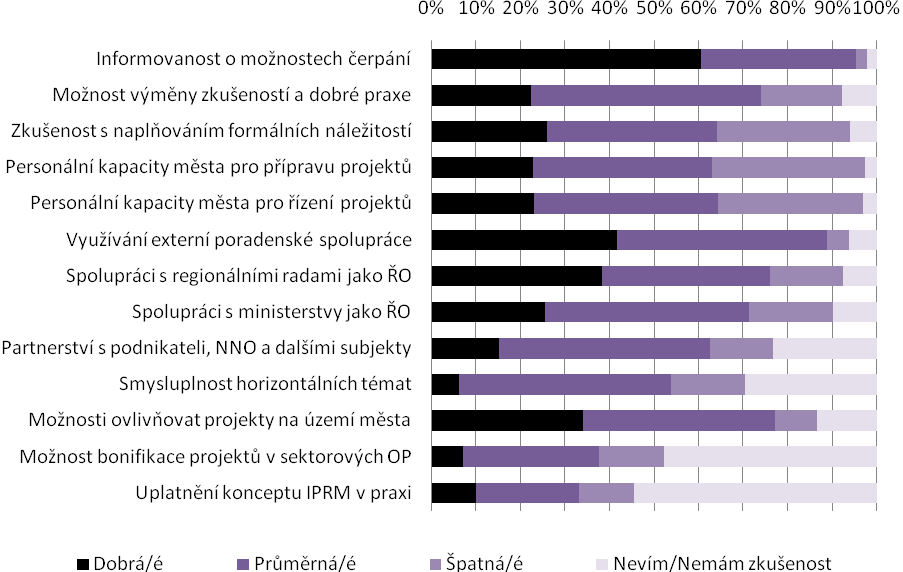 0% 10% 20% 30% 40% 50% 60% 70% 80% 90% 100%
Informovanost o možnostech čerpání
Možnost výměny zkušeností a dobré praxe
Zkušenost s naplňováním formálních náležitostí
Personální kapacity města pro přípravu projektů
Personální kapacity města pro řízení projektů
Využívání externí poradenské spolupráce
Spolupráci s regionálními radami jako ŘO
Spolupráci s ministerstvy jako ŘO
Partnerství s podnikateli, NNO a dalšími subjekty
Smysluplnost horizontálních témat
Možnosti ovlivňovat projekty na území města
Možnost bonifikace projektů v sektorových OP
Uplatnění konceptu IPRM v praxi
Dobrá/é Průměrná/é Špatná/é Nevím/Nemám zkušenost